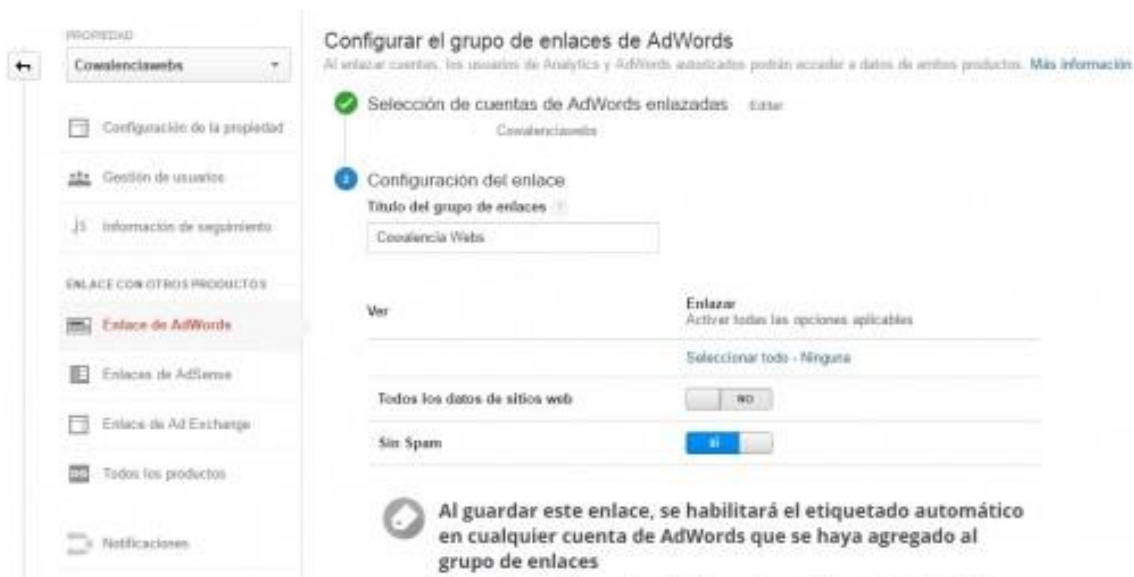 PROPIEDAD
Cowalenciawebs
Configuración de la propiedad
Gestión de usuarios
JS Información de seguimiento
ENLACE CON OTROS PRODUCTOS
Enlace de AdWords
Enlaces de AdSense
Enlace de Ad Exchange
Todos los productos
Notificaciones
Configurar el grupo de enlaces de AdWords
Al enlazar cuentas, los usuarios de Analytics y AdWords autorizados podrán acceder a datos de ambos productos. Más información
Selección de cuentas de AdWords enlazadas Editar
Cowalenciawebs
2 Configuración del enlace
Título del grupo de enlaces ?
Covalencia Webs
Ver
Enlazar
Activar todas las opciones aplicables
Seleccionar todo - Ninguna
Todos los datos de sitios web NO
Sin Spam SÍ
Al guardar este enlace, se habilitará el etiquetado automático
en cualquier cuenta de AdWords que se haya agregado al
grupo de enlaces